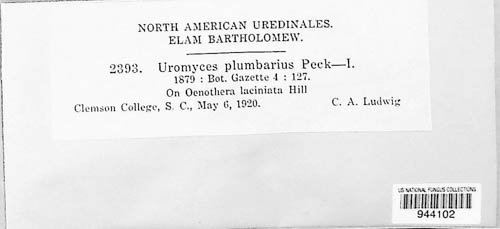 NORTH AMERICAN UREDINALES.
ELAM BARTHOLOMEW.
2393. Uromyces plumbarius Peck—I.
1879 : Bot. Gazette 4 : 127.
On Oenothera laciniata Hill
Clemson College, S. C., May 6, 1920. C. A. Ludwig
US NATIONAL FUNGUS COLLECTIONS
944102